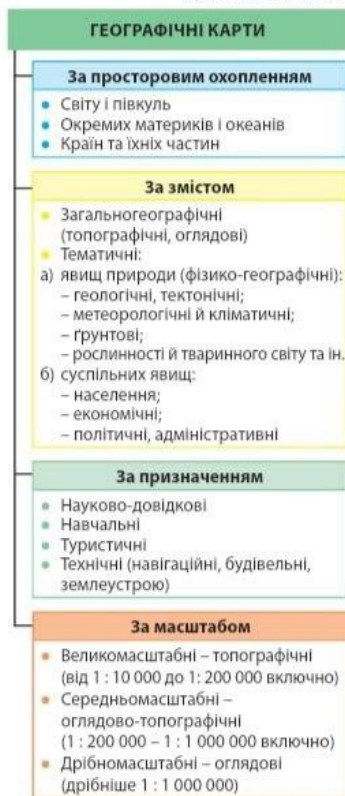 ГЕОГРАФІЧНІ КАРТИ
За просторовим охопленням
• Світу і півкуль
• Окремих материків і океанів
• Країн та їхніх частин
За змістом
• Загальногеографічні
(топографічні, оглядові)
• Тематичні:
а) явищ природи (фізико-географічні):
– геологічні, тектонічні;
– метеорологічні й кліматичні;
– ґрунтові;
– рослинності й тваринного світу та ін.
б) суспільних явищ:
– населення;
– економічні;
– політичні, адміністративні
За призначенням
• Науково-довідкові
• Навчальні
• Туристичні
• Технічні (навігаційні, будівельні,
землеустрою)
За масштабом
• Великомасштабні – топографічні
(від 1 : 10 000 до 1: 200 000 включно)
• Середньомасштабні –
оглядово-топографічні
(1 : 200 000 – 1 : 1 000 000 включно)
• Дрібномасштабні – оглядові
(дрібніше 1 : 1 000 000)